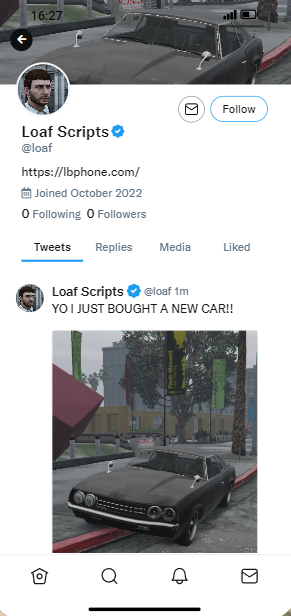 16:27
Follow
Loaf Scripts
@loaf
https://lbphone.com/
Joined October 2022
0 Following 0 Followers
Tweets Replies Media Liked
Loaf Scripts @loaf 1m
YO I JUST BOUGHT A NEW CAR!!